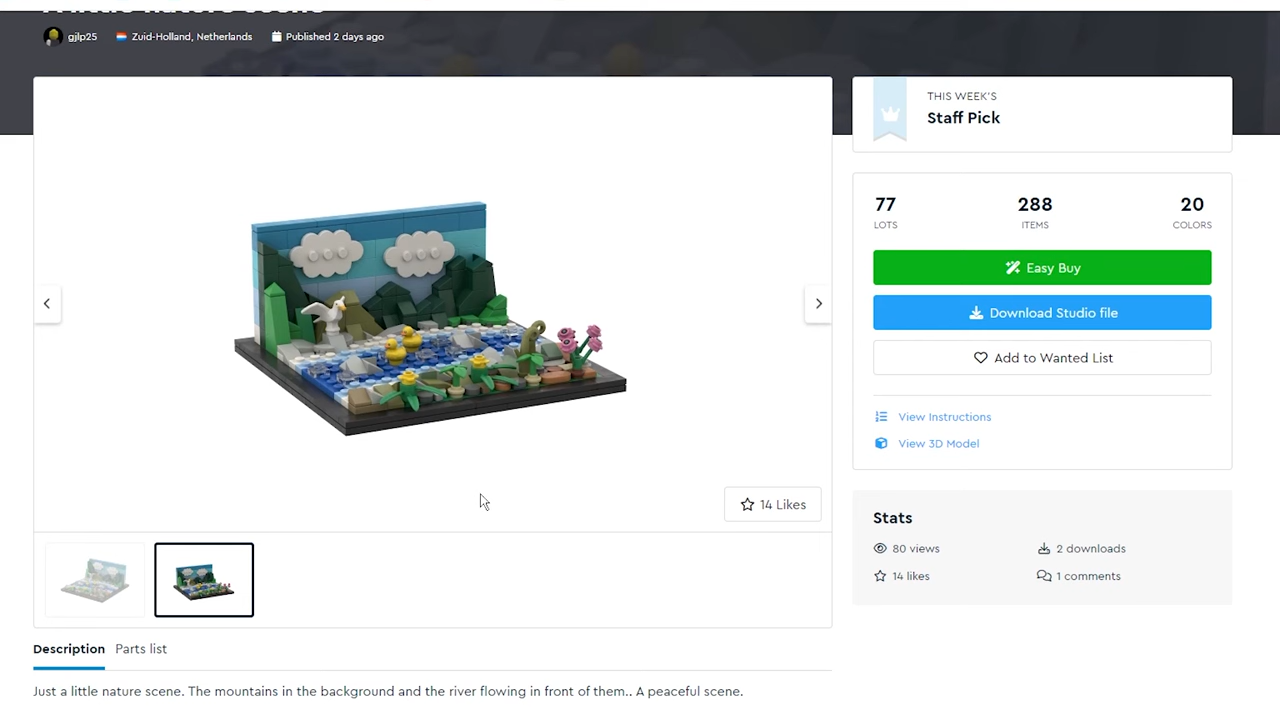 gjlp25 Zuid-Holland, Netherlands Published 2 days ago
THIS WEEK'S
Staff Pick
77 288 20
LOTS ITEMS COLORS
Easy Buy
Download Studio file
Add to Wanted List
View Instructions
View 3D Model
14 Likes
Stats
80 views 2 downloads
14 likes 1 comments
Description Parts list
Just a little nature scene. The mountains in the background and the river flowing in front of them.. A peaceful scene.